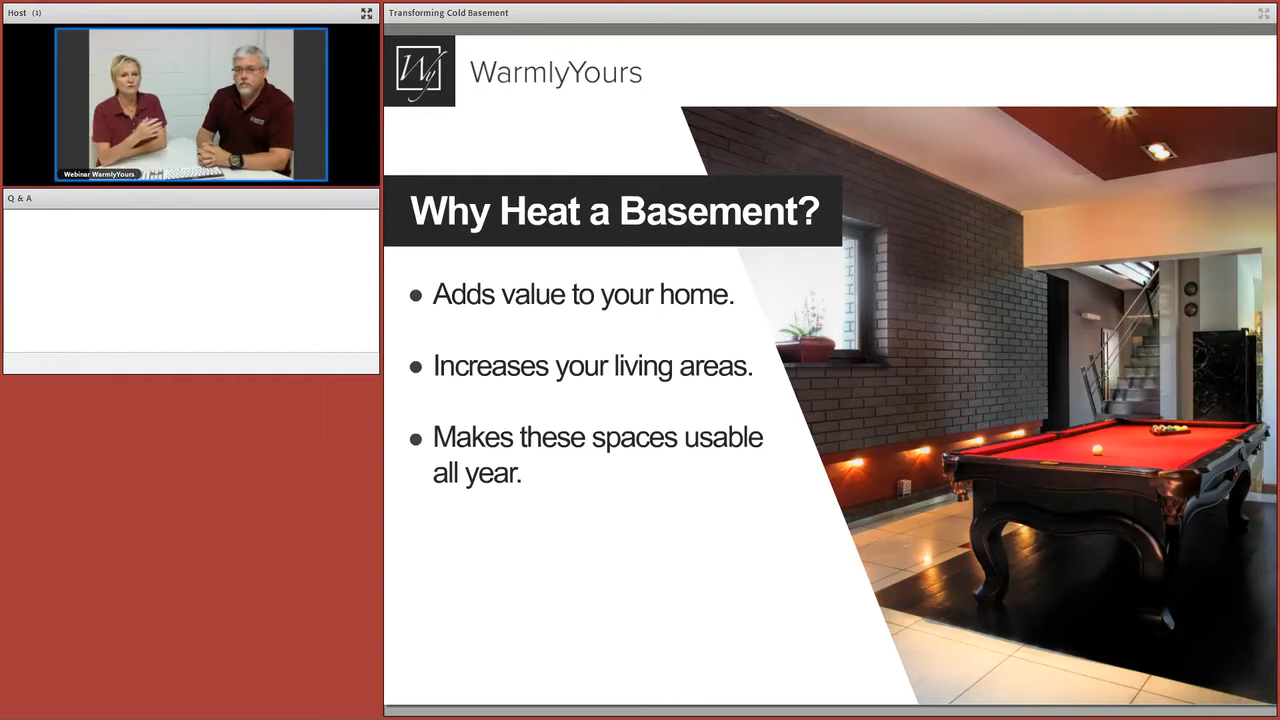 Host (1)
Transforming Cold Basement
Wy
WarmlyYours
Webinar WarmlyYours
Q & A
Why Heat a Basement?
● Adds value to your home.
● Increases your living areas.
● Makes these spaces usable
all year.